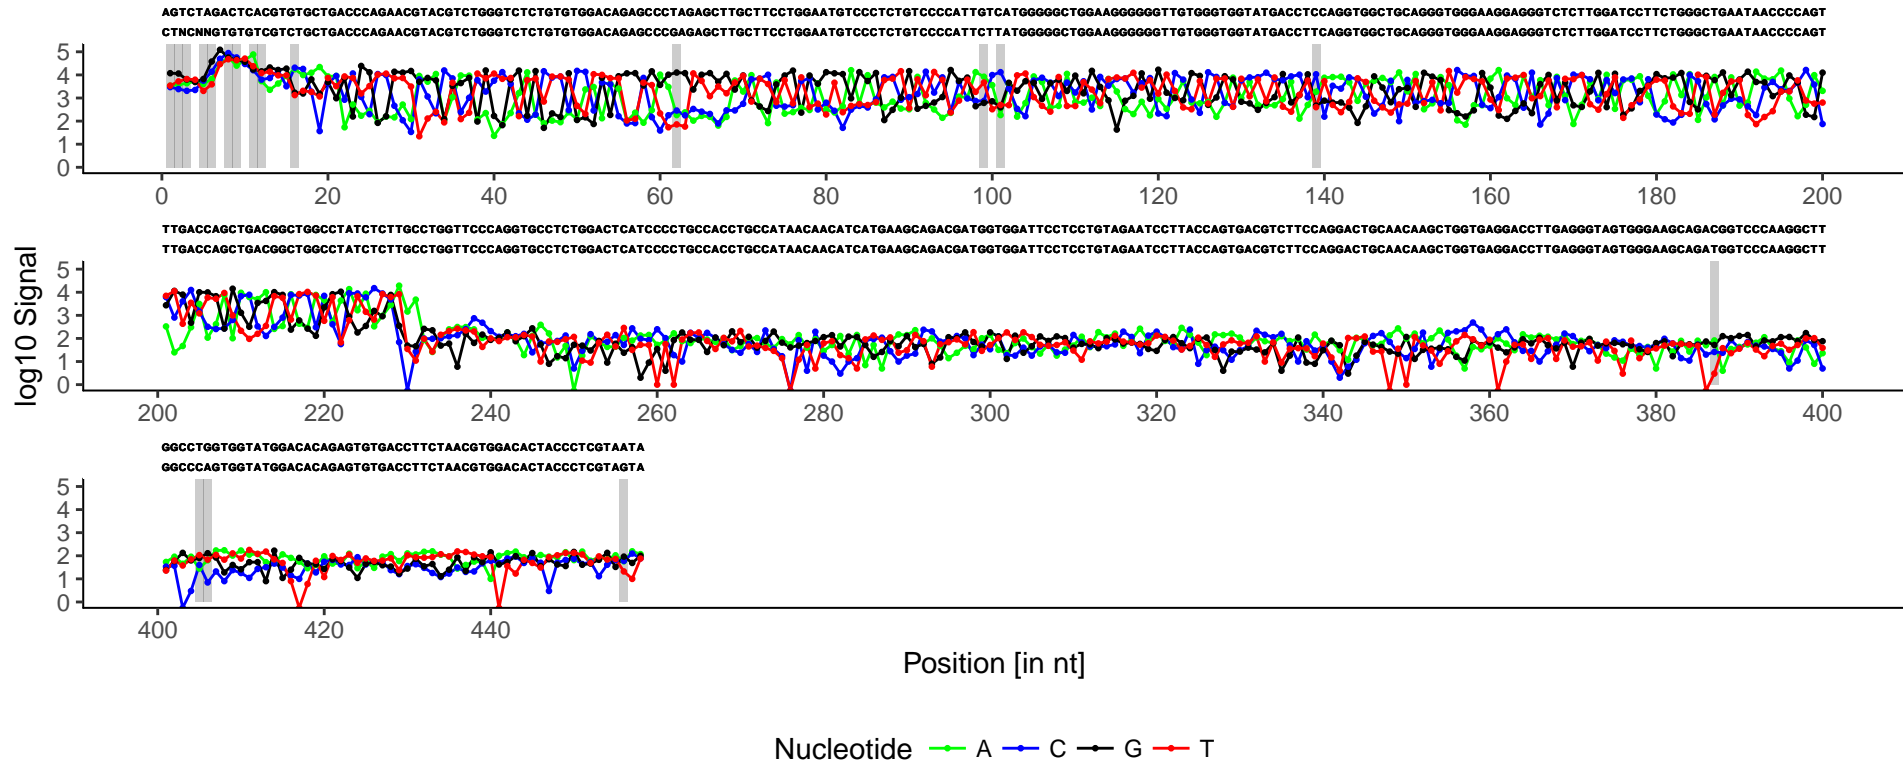 AGTCTAGACTCACGTGTGCTGACCCAGAACGTACGTCTGGGTCTCTGTGTGGACAGAGCCCTAGAGCTTGCTTCCTGGAATGTCCCTCTGTCCCCATTGTCATGGGGGCTGGAAGGGGGGTTGTGGGTGGTATGACCTCCAGGTGGCTGCAGGGTGGGAAGGAGGGTCTCTTGGATCCTTCTGGGCTGAATAACCCCAGT
CTNCNNGTGTGTCGTCTGCTGACCCAGAACGTACGTCTGGGTCTCTGTGTGGACAGAGCCCGAGAGCTTGCTTCCTGGAATGTCCCTCTGTCCCCATTCTTATGGGGGCTGGAAGGGGGGTTGTGGGTGGTATGACCTTCAGGTGGCTGCAGGGTGGGAAGGAGGGTCTCTTGGATCCTTCTGGGCTGAATAACCCCAGT
5
4
3
2
1
0
0 20 40 60 80 100 120 140 160 180 200
TTGACCAGCTGACGGCTGGCCTATCTCTTGCCTGGTTCCCAGGTGCCTCTGGACTCATCCCCTGCCACCTGCCATAACAACATCATGAAGCAGACGATGGTGGATTCCTCCTGTAGAATCCTTACCAGTGACGTCTTCCAGGACTGCAACAAGCTGGTGAGGACCTTGAGGGTAGTGGGAAGCAGACGGTCCCAAGGCTT
TTGACCAGCTGACGGCTGGCCTATCTCTTGCCTGGTTCCCAGGTGCCTCTGGACTCATCCCCTGCCACCTGCCATAACAACATCATGAAGCAGACGATGGTGGATTCCTCCTGTAGAATCCTTACCAGTGACGTCTTCCAGGACTGCAACAAGCTGGTGAGGACCTTGAGGGTAGTGGGAAGCAGATGGTCCCAAGGCTT
5
4
3
2
1
0
200 220 240 260 280 300 320 340 360 380 400
log10 Signal
GGCCTGGTGGTATGGACACAGAGTGTGACCTTCTAACGTGGACACTACCCTCGTAATA
GGCCCAGTGGTATGGACACAGAGTGTGACCTTCTAACGTGGACACTACCCTCGTAGTA
5
4
3
2
1
0
400 420 440
Position [in nt]
Nucleotide A C G T